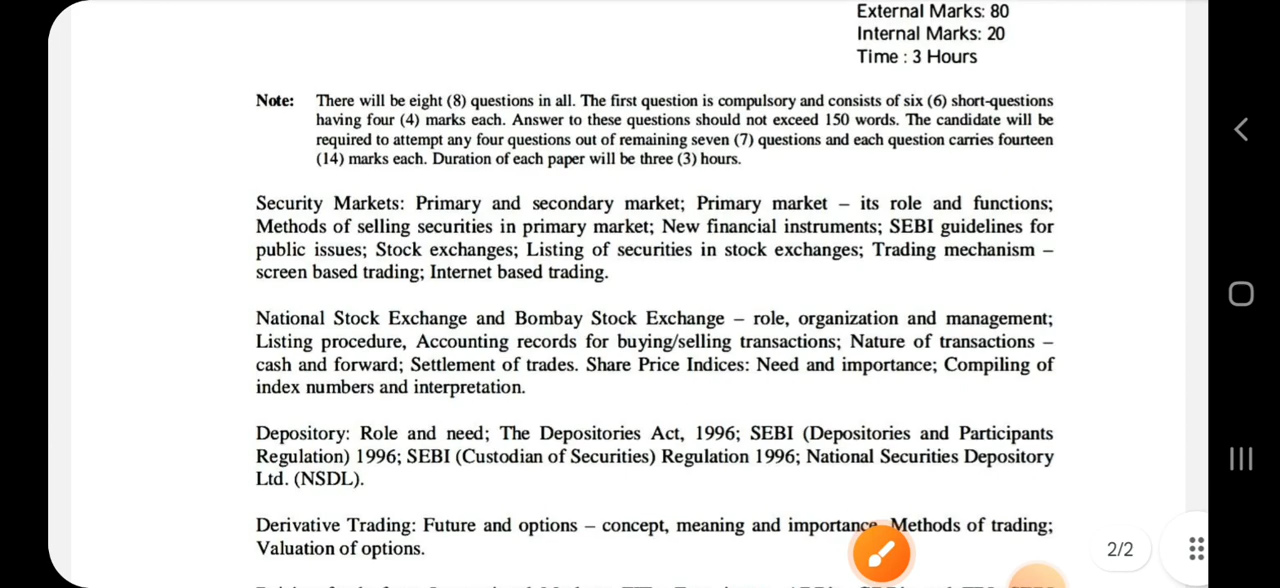 External Marks: 80
Internal Marks: 20
Time : 3 Hours
Note: There will be eight (8) questions in all. The first question is compulsory and consists of six (6) short-questions
having four (4) marks each. Answer to these questions should not exceed 150 words. The candidate will be
required to attempt any four questions out of remaining seven (7) questions and each question carries fourteen
(14) marks each. Duration of each paper will be three (3) hours.
Security Markets: Primary and secondary market; Primary market – its role and functions;
Methods of selling securities in primary market; New financial instruments; SEBI guidelines for
public issues; Stock exchanges; Listing of securities in stock exchanges; Trading mechanism –
screen based trading; Internet based trading.
National Stock Exchange and Bombay Stock Exchange – role, organization and management;
Listing procedure, Accounting records for buying/selling transactions; Nature of transactions –
cash and forward; Settlement of trades. Share Price Indices: Need and importance; Compiling of
index numbers and interpretation.
Depository: Role and need; The Depositories Act, 1996; SEBI (Depositories and Participants
Regulation) 1996; SEBI (Custodian of Securities) Regulation 1996; National Securities Depository
Ltd. (NSDL).
Derivative Trading: Future and options – concept, meaning and importance Methods of trading;
Valuation of options.
2/2